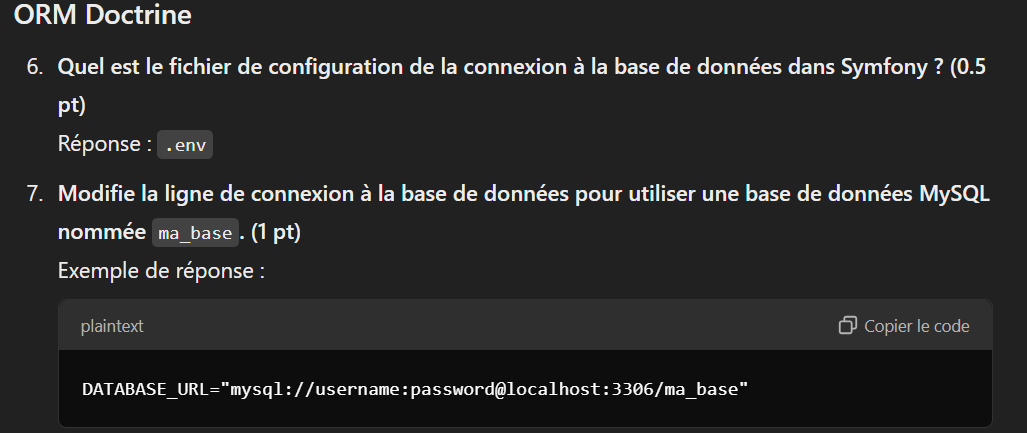 ORM Doctrine
6. Quel est le fichier de configuration de la connexion à la base de données dans Symfony ? (0.5
pt)
Réponse : .env
7. Modifie la ligne de connexion à la base de données pour utiliser une base de données MySQL
nommée ma_base. (1 pt)
Exemple de réponse :
plaintext Copier le code
DATABASE_URL="mysql://username:password@localhost:3306/ma_base"